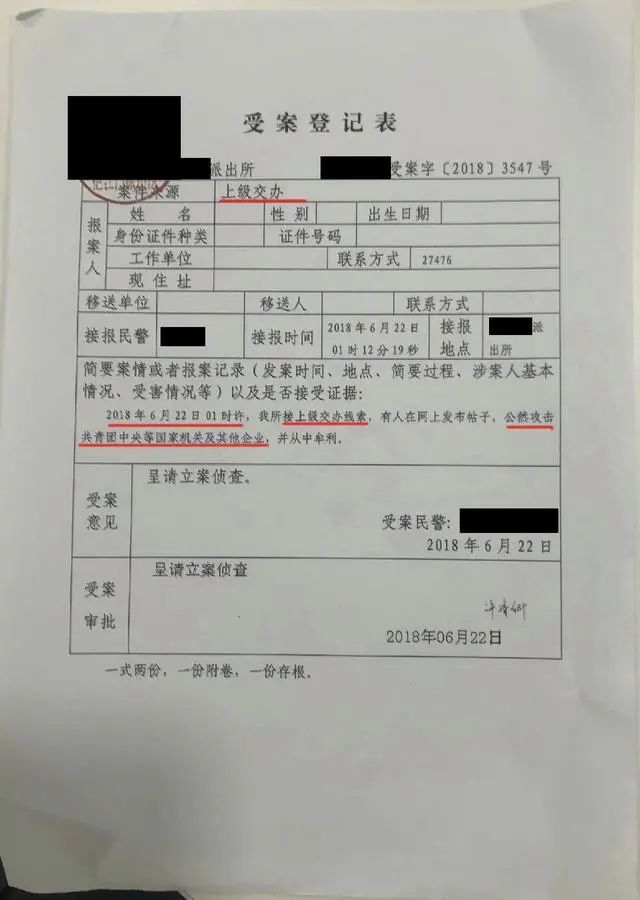 受案登记表
派出所 受案字〔2018〕3547号
案件来源 上级交办
报案人
姓名 性别 出生日期
身份证件种类 证件号码
工作单位 联系方式 27476
现住址
移送单位 移送人 联系方式
接报民警 接报时间 2018年6月22日 01时12分19秒 接报地点 派出所
简要案情或者报案记录（发案时间、地点、简要过程、涉案人基本
情况、受害情况等）以及是否接受证据：
2018年6月22日01时许，我所接上级交办线索，有人在网上发布帖子，公然攻击
共青团中央等国家机关及其他企业，并从中牟利。
受案意见
呈请立案侦查。
受案民警：
2018年6月22日
受案审批
呈请立案侦查
2018年06月22日
一式两份，一份附卷，一份存根。